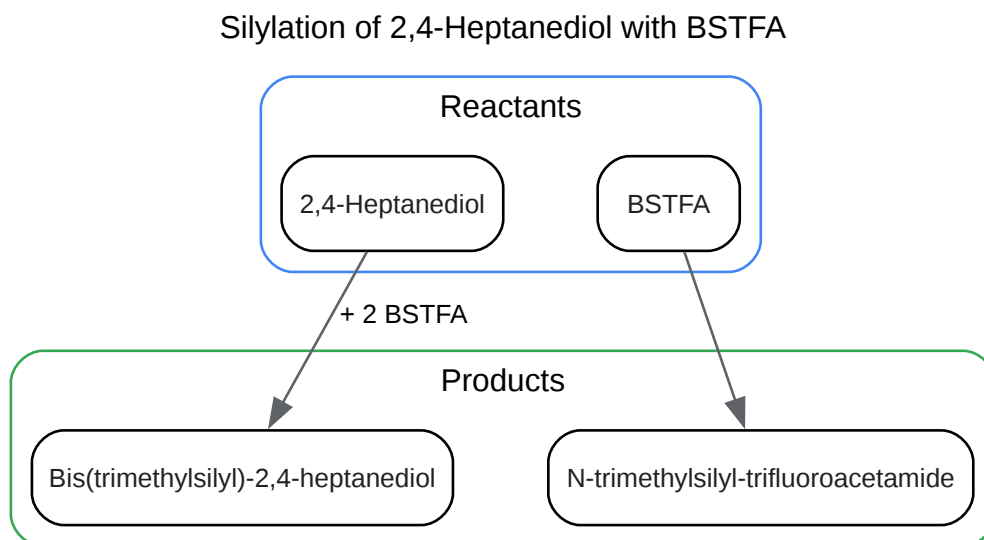 Silylation of 2,4-Heptanediol with BSTFA
Reactants
2,4-Heptanediol
BSTFA
+ 2 BSTFA
Products
Bis(trimethylsilyl)-2,4-heptanediol
N-trimethylsilyl-trifluoroacetamide